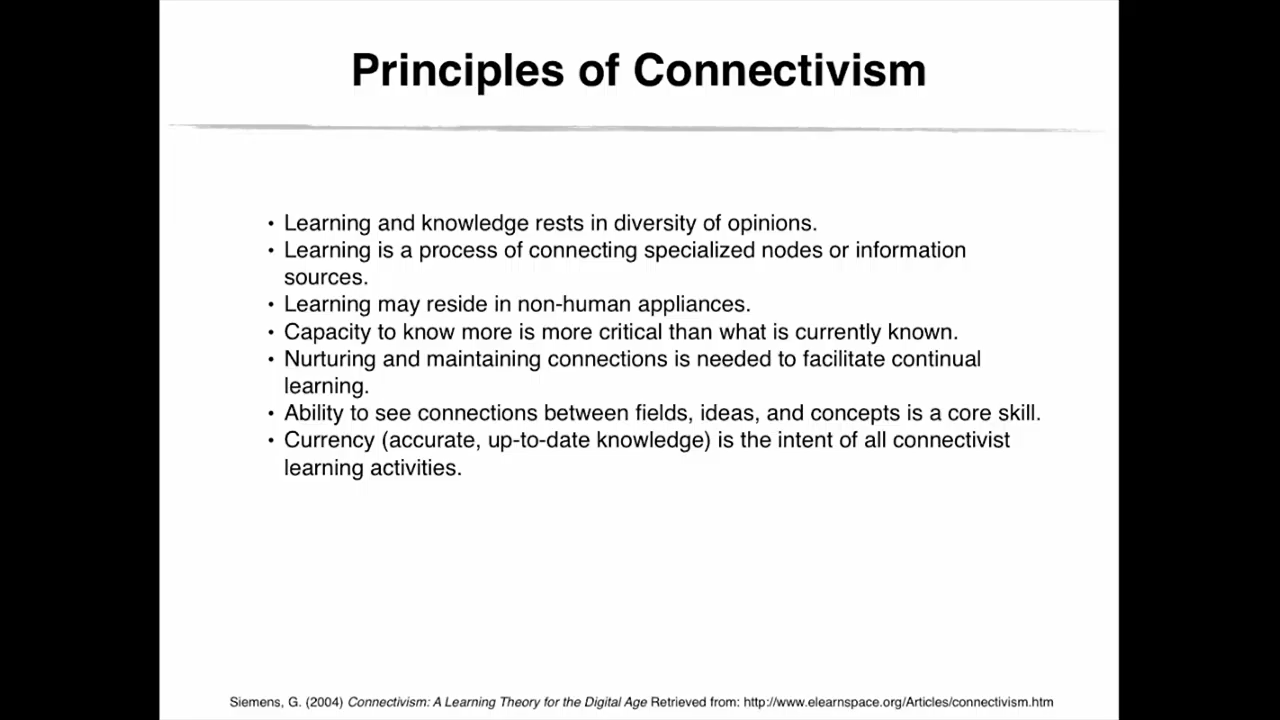 Principles of Connectivism
• Learning and knowledge rests in diversity of opinions.
• Learning is a process of connecting specialized nodes or information
sources.
• Learning may reside in non-human appliances.
• Capacity to know more is more critical than what is currently known.
• Nurturing and maintaining connections is needed to facilitate continual
learning.
• Ability to see connections between fields, ideas, and concepts is a core skill.
• Currency (accurate, up-to-date knowledge) is the intent of all connectivist
learning activities.
Siemens, G. (2004) Connectivism: A Learning Theory for the Digital Age Retrieved from: http://www.elearnspace.org/Articles/connectivism.htm